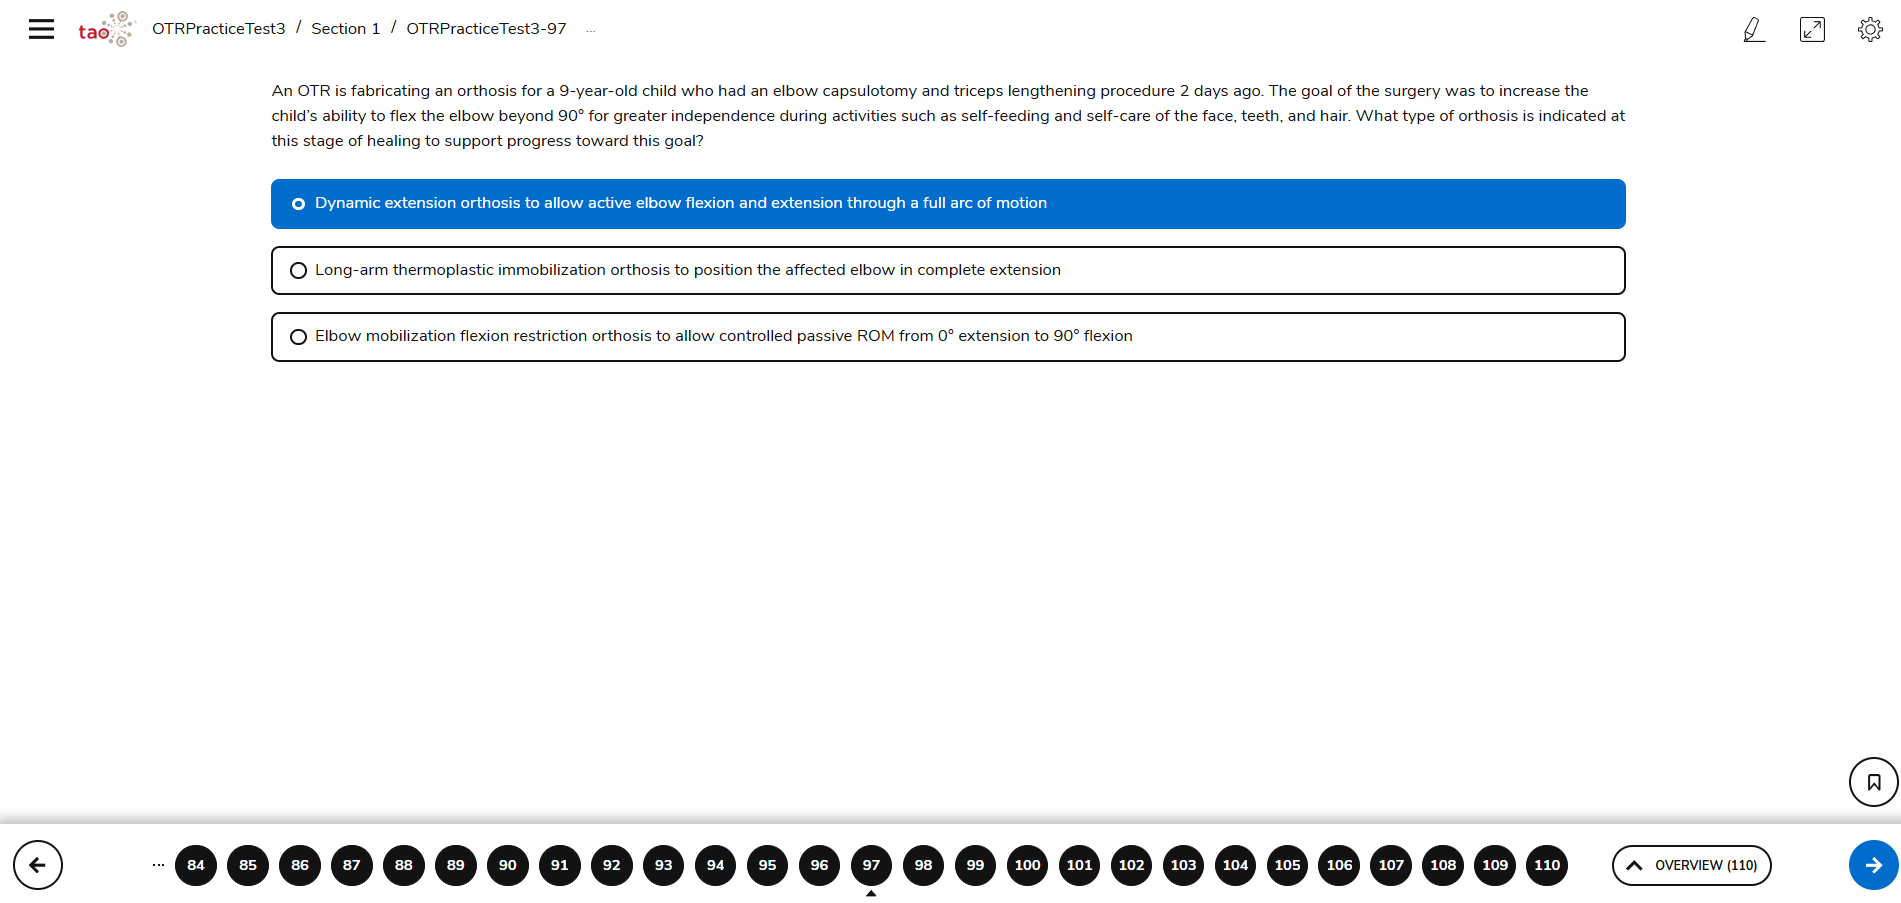 tao
OTRPracticeTest3 / Section 1 / OTRPracticeTest3-97 ...
An OTR is fabricating an orthosis for a 9-year-old child who had an elbow capsulotomy and triceps lengthening procedure 2 days ago. The goal of the surgery was to increase the
child’s ability to flex the elbow beyond 90° for greater independence during activities such as self-feeding and self-care of the face, teeth, and hair. What type of orthosis is indicated at
this stage of healing to support progress toward this goal?
Dynamic extension orthosis to allow active elbow flexion and extension through a full arc of motion
Long-arm thermoplastic immobilization orthosis to position the affected elbow in complete extension
Elbow mobilization flexion restriction orthosis to allow controlled passive ROM from 0° extension to 90° flexion
... 84 85 86 87 88 89 90 91 92 93 94 95 96 97 98 99 100 101 102 103 104 105 106 107 108 109 110 OVERVIEW (110)